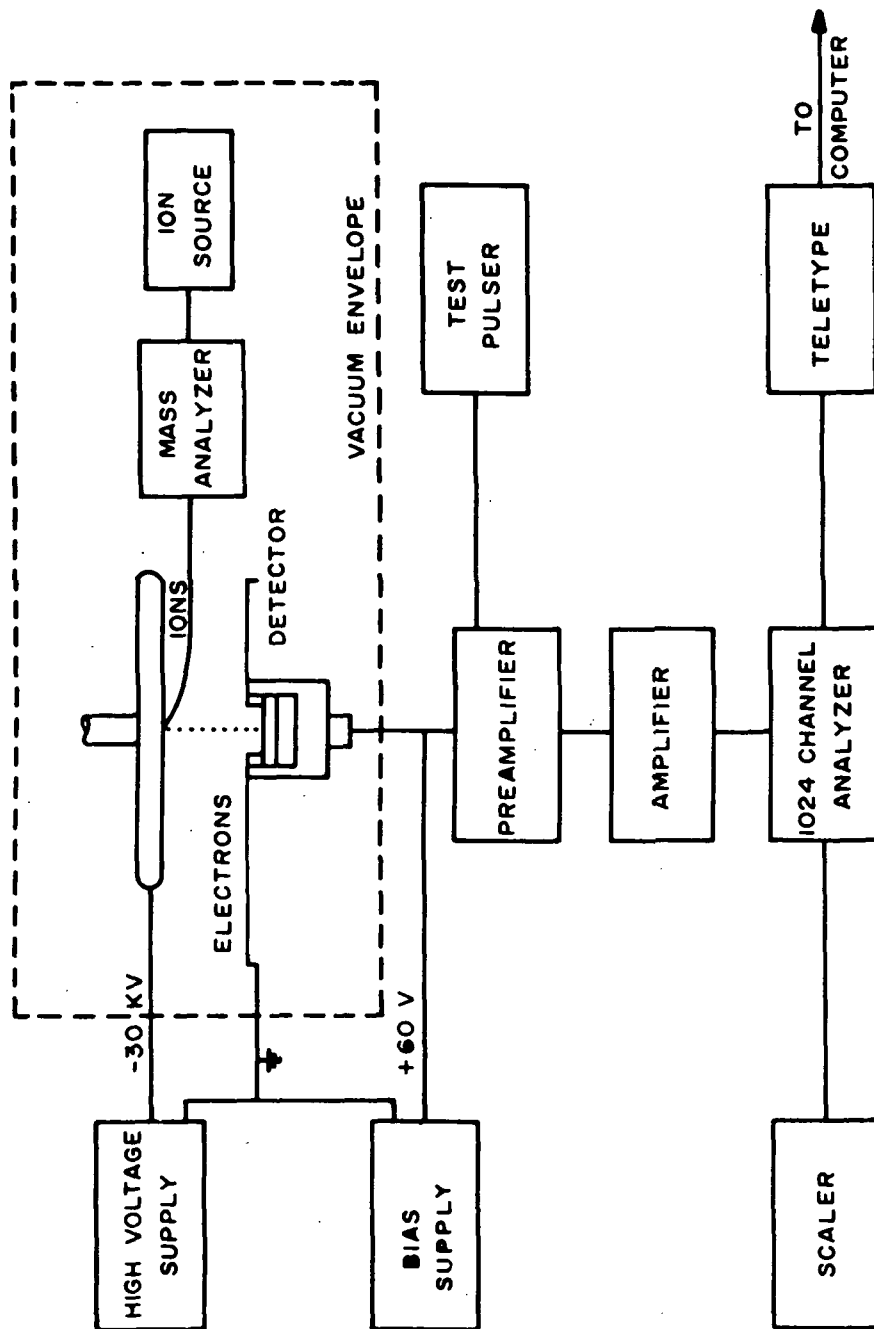 HIGH VOLTAGE
SUPPLY
-30 KV
IONS
MASS
ANALYZER
ION
SOURCE
ELECTRONS
DETECTOR
VACUUM ENVELOPE
BIAS
SUPPLY
+60 V
PREAMPLIFIER
TEST
PULSER
AMPLIFIER
SCALER
1024 CHANNEL
ANALYZER
TELETYPE
TO
COMPUTER